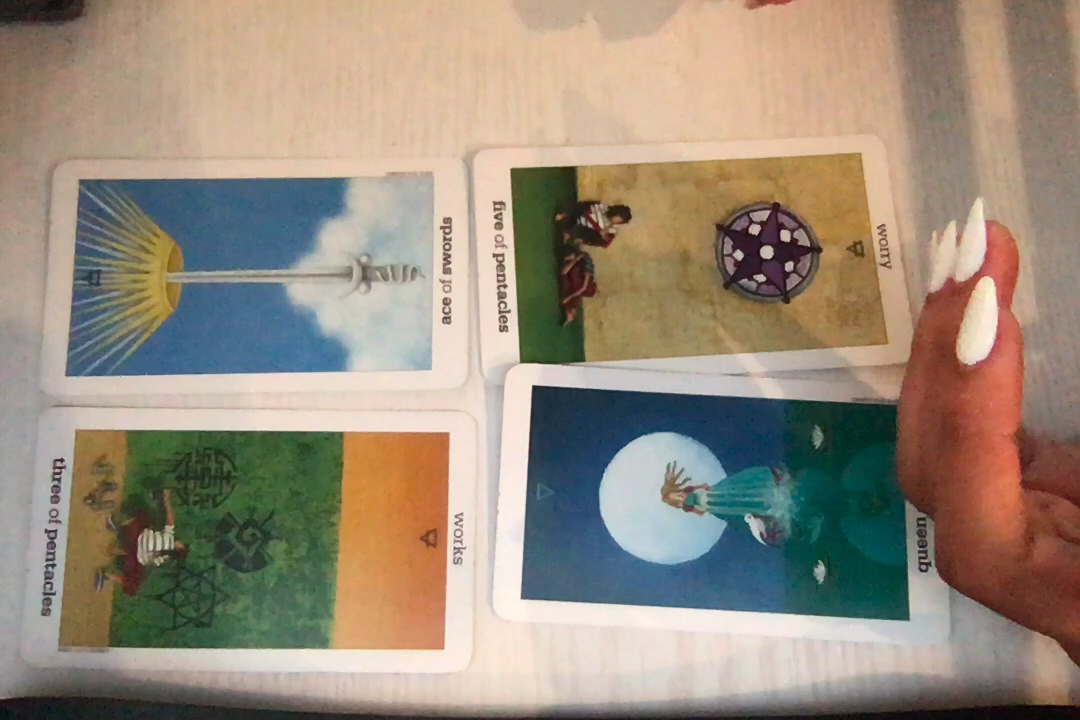 ace of swords
five of pentacles
worry
three of pentacles
works
queen